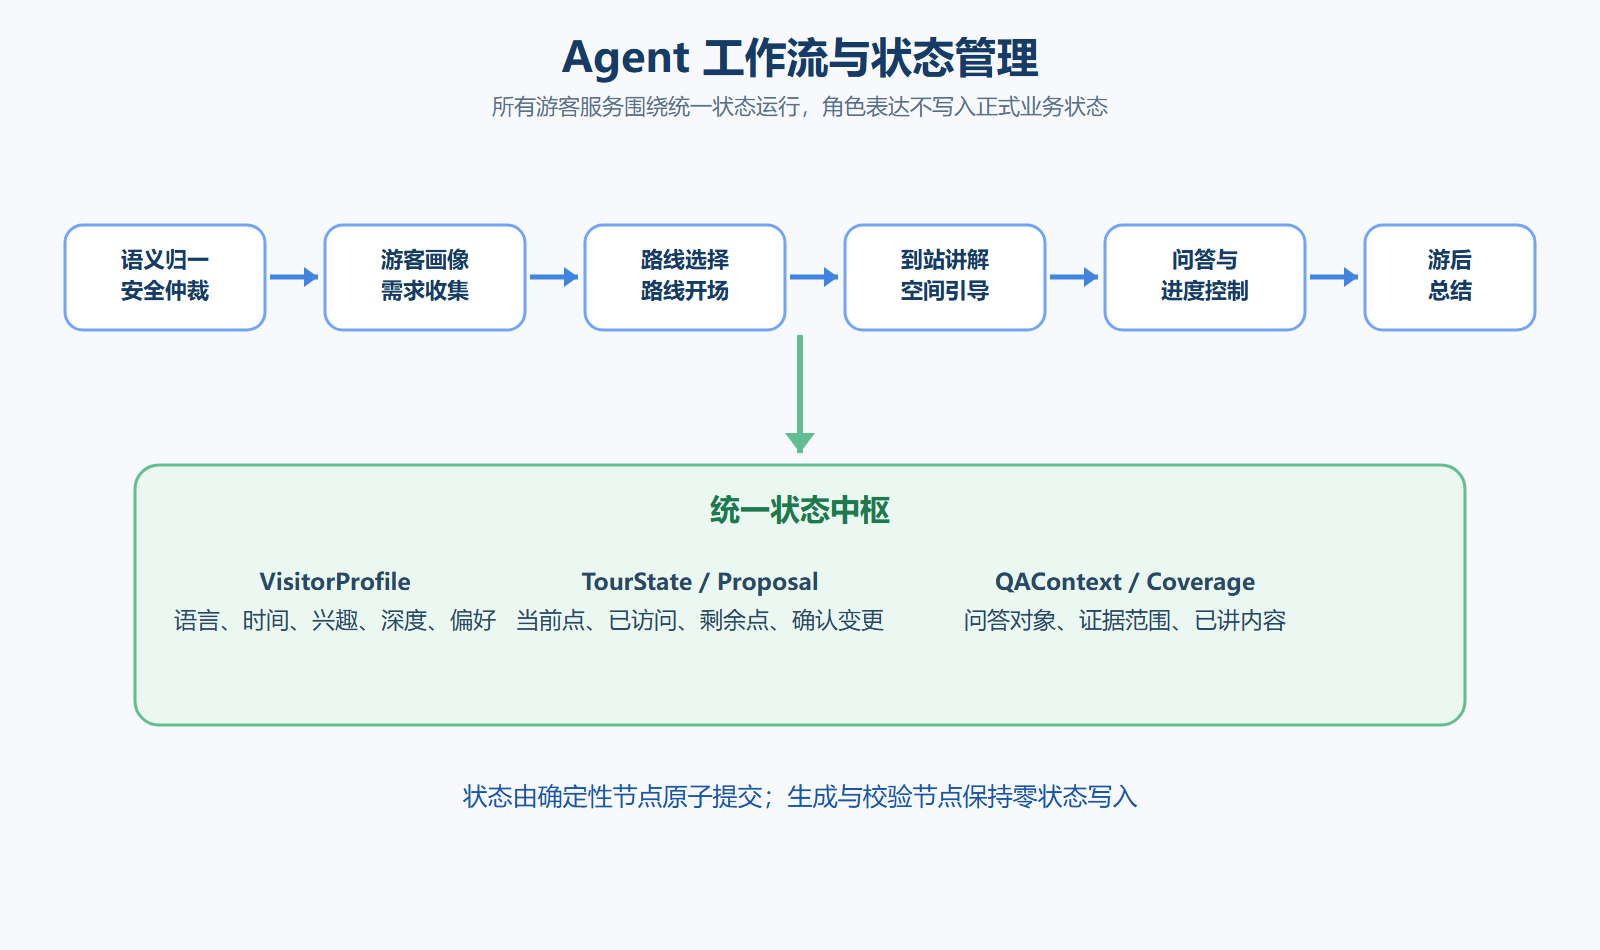 Agent 工作流与状态管理
所有游客服务围绕统一状态运行，角色表达不写入正式业务状态
语义归一
安全仲裁
游客画像
需求收集
路线选择
路线开场
到站讲解
空间引导
问答与
进度控制
游后
总结
统一状态中枢
VisitorProfile
语言、时间、兴趣、深度、偏好
TourState / Proposal
当前点、已访问、剩余点、确认变更
QAContext / Coverage
问答对象、证据范围、已讲内容
状态由确定性节点原子提交；生成与校验节点保持零状态写入